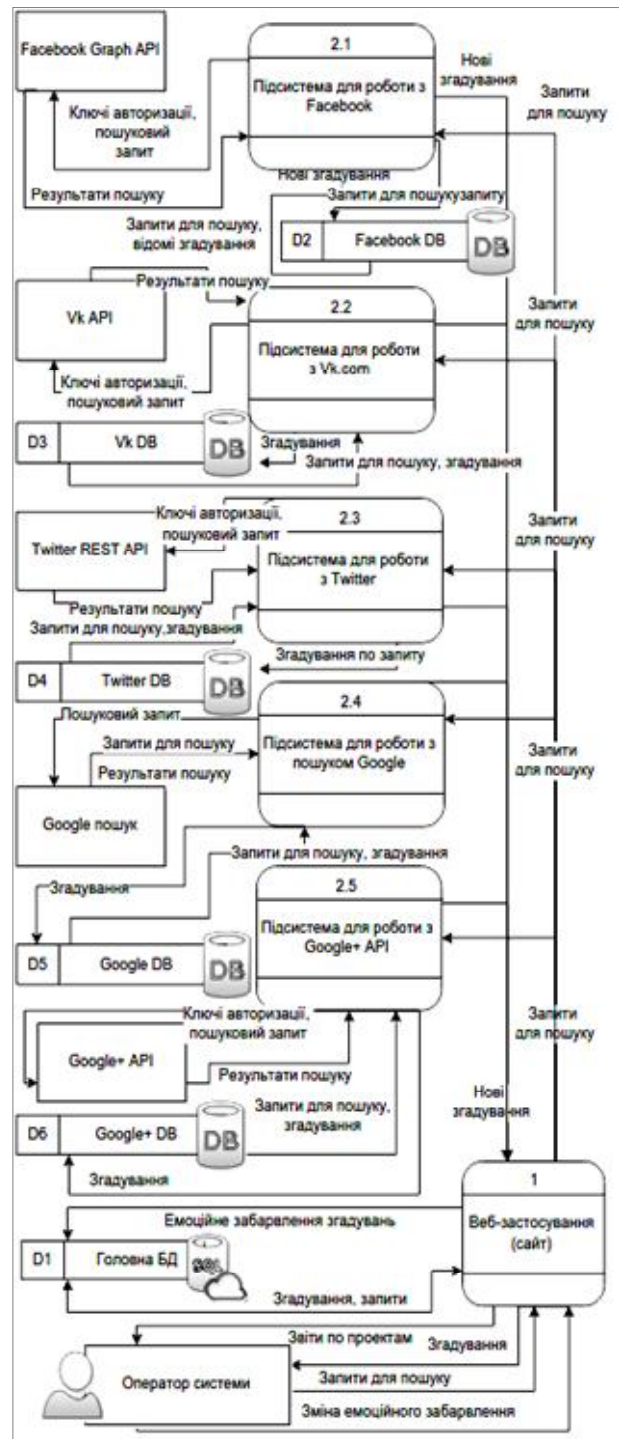 Facebook Graph API
2.1
Підсистема для роботи з
Facebook
Нові
згадування
Запити
для пошуку
Ключі авторизації,
пошуковий
запит
Результати пошуку
Нові згадування
Запити для пошукузапиту
Запити для пошуку,
відомі згадування
D2
Facebook DB
DB
Результати пошуку
Vk API
2.2
Підсистема для роботи
з Vk.com
Запити
для пошуку
Ключі авторизації,
пошуковий запит
D3
Vk DB
DB
Згадування
Запити для пошуку, згадування
Ключі авторизації,
пошуковий запит
Twitter REST API
2.3
Підсистема для роботи
з Twitter
Запити
для пошуку
Результати пошуку
Запити для пошуку,згадування
Згадування по запиту
D4
Twitter DB
DB
Пошуковий запит
2.4
Підсистема для роботи з
пошуком Google
Запити для пошуку
Результати пошуку
Запити
для пошуку
Google пошук
Запити для пошуку, згадування
Згадування
2.5
Підсистема для роботи з
Google+ API
D5
Google DB
DB
Ключі авторизації,
пошуковий запит
Запити
для пошуку
Google+ API
Результати пошуку
Запити для пошуку,
згадування
Нові
згадування
D6
Google+ DB
DB
Згадування
1
Веб-застосування
(сайт)
Емоційне забарвлення згадувань
D1
Головна БД
SQL
Згадування, запити
Звіти по проектам
Згадування
Оператор системи
Запити для пошуку
Зміна емоційного забарвлення